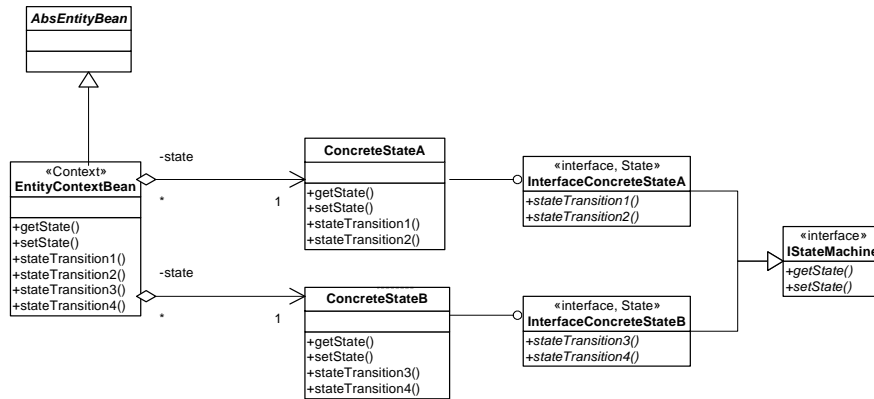 AbsEntityBean
«Context»
EntityContextBean
+getState()
+setState()
+stateTransition1()
+stateTransition2()
+stateTransition3()
+stateTransition4()
-state
*
1
-state
*
1
ConcreteStateA
+getState()
+setState()
+stateTransition1()
+stateTransition2()
ConcreteStateB
+getState()
+setState()
+stateTransition3()
+stateTransition4()
«interface, State»
InterfaceConcreteStateA
+stateTransition1()
+stateTransition2()
«interface, State»
InterfaceConcreteStateB
+stateTransition3()
+stateTransition4()
«interface»
IStateMachine
+getState()
+setState()